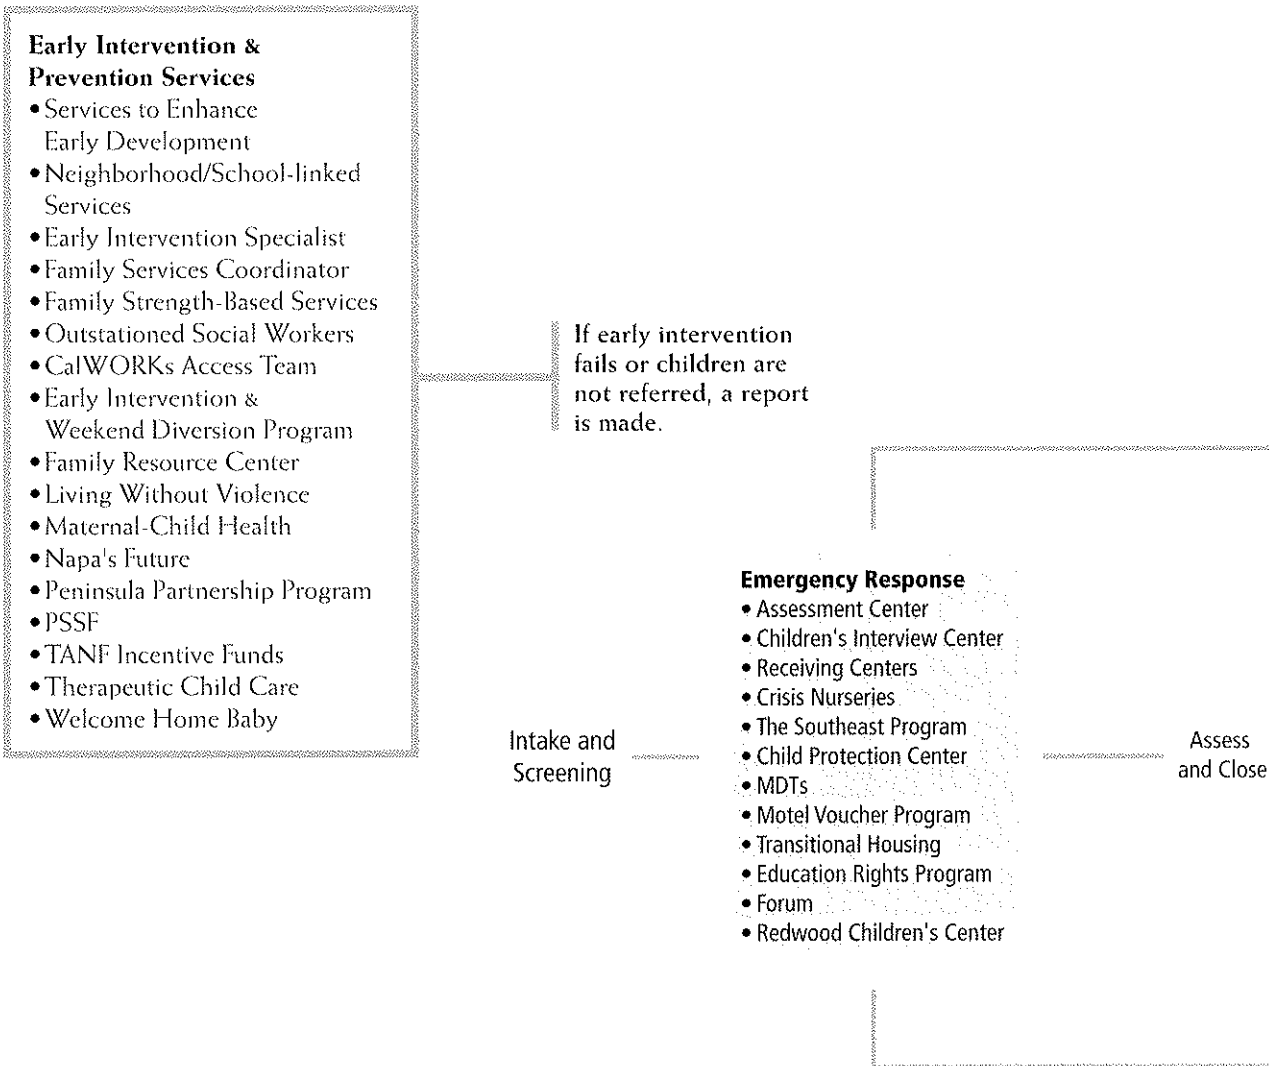 Early Intervention &
Prevention Services
• Services to Enhance
Early Development
• Neighborhood/School-linked
Services
• Early Intervention Specialist
• Family Services Coordinator
• Family Strength-Based Services
• Outstationed Social Workers
• CalWORKs Access Team
• Early Intervention &
Weekend Diversion Program
• Family Resource Center
• Living Without Violence
• Maternal-Child Health
• Napa's Future
• Peninsula Partnership Program
• PSSF
• TANF Incentive Funds
• Therapeutic Child Care
• Welcome Home Baby
If early intervention
fails or children are
not referred, a report
is made.
Intake and
Screening
Emergency Response
• Assessment Center
• Children's Interview Center
• Receiving Centers
• Crisis Nurseries
• The Southeast Program
• Child Protection Center
• MDTs
• Motel Voucher Program
• Transitional Housing
• Education Rights Program
• Forum
• Redwood Children's Center
Assess
and Close